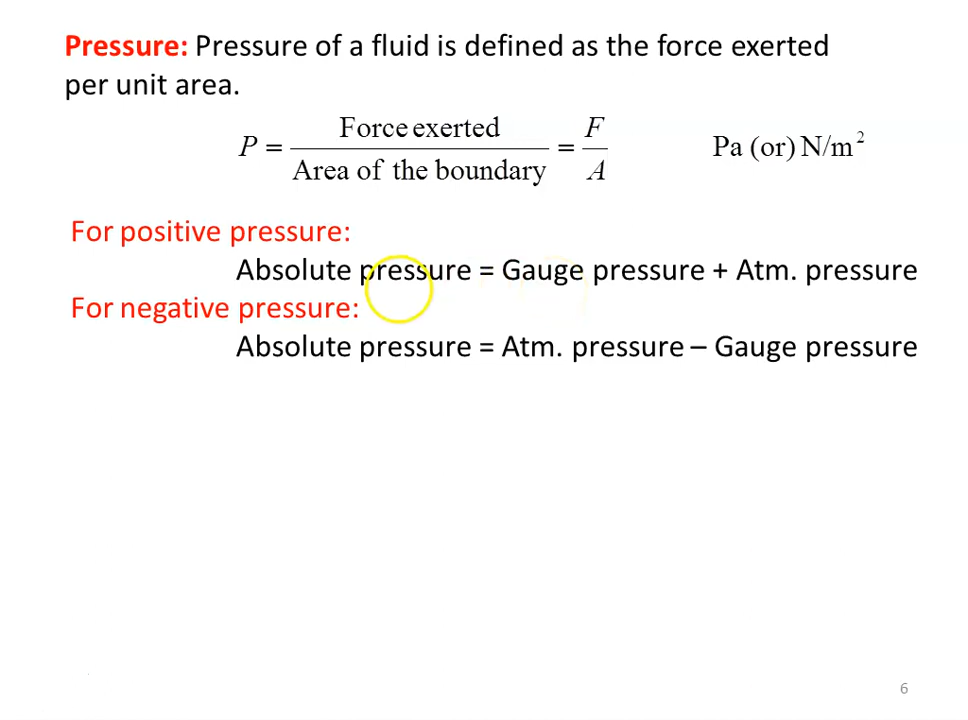 Pressure: Pressure of a fluid is defined as the force exerted
per unit area.
P = Force exerted / Area of the boundary = F / A Pa (or) N/m²
For positive pressure:
Absolute pressure = Gauge pressure + Atm. pressure
For negative pressure:
Absolute pressure = Atm. pressure – Gauge pressure
6